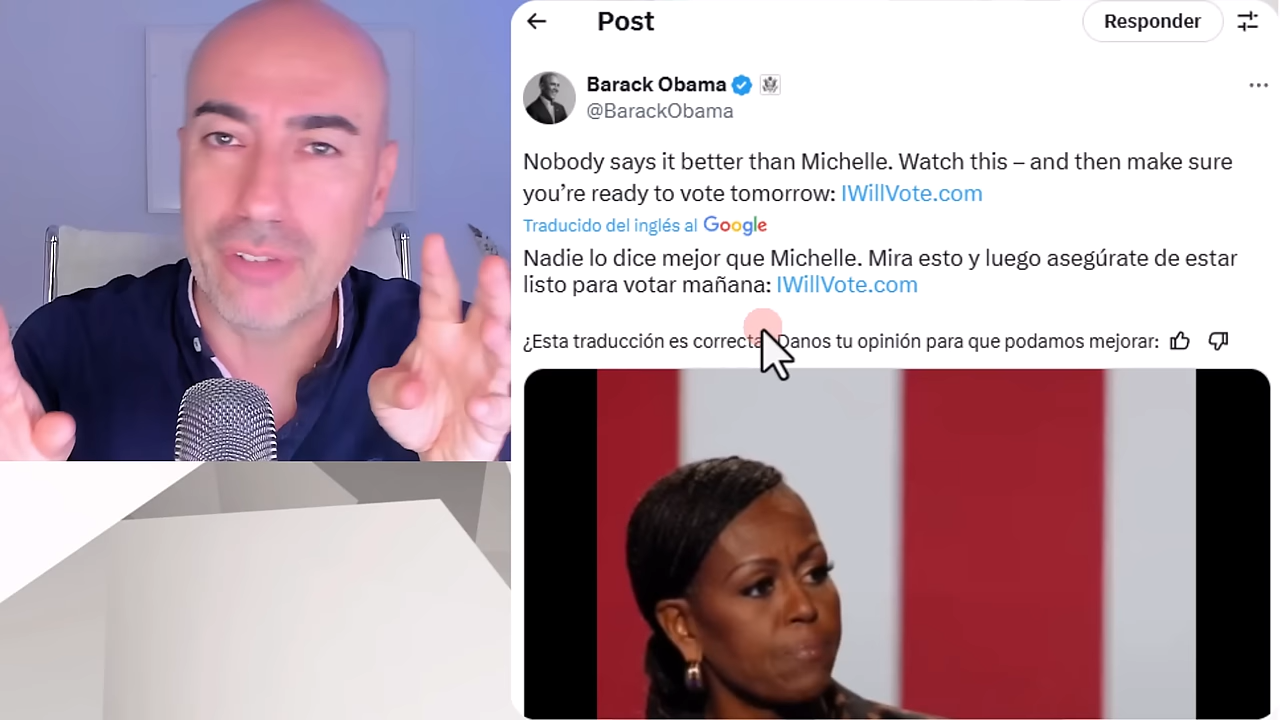 Post
Responder
Barack Obama
@BarackObama
Nobody says it better than Michelle. Watch this – and then make sure
you’re ready to vote tomorrow: IWillVote.com
Traducido del inglés al Google
Nadie lo dice mejor que Michelle. Mira esto y luego asegúrate de estar
listo para votar mañana: IWillVote.com
¿Esta traducción es correcta? Danos tu opinión para que podamos mejorar: